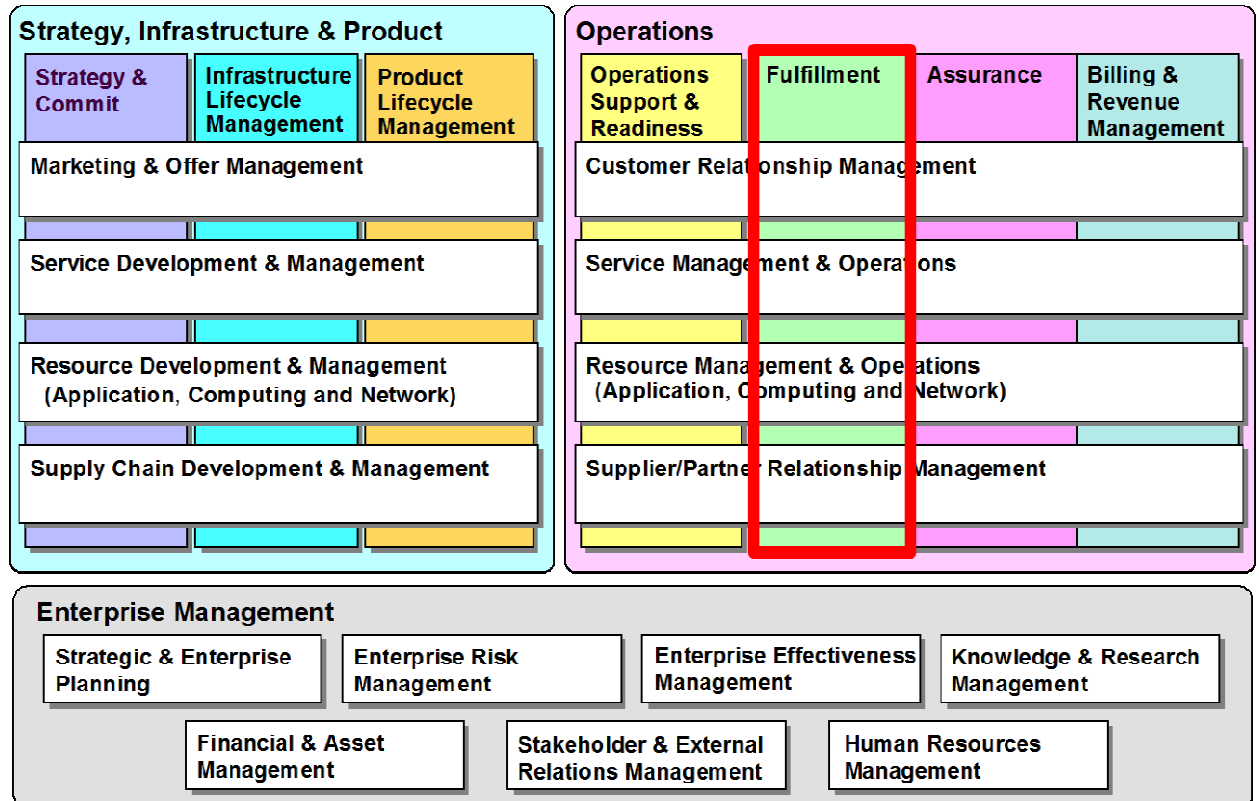 Strategy, Infrastructure & Product
Strategy &
Commit
Infrastructure
Lifecycle
Management
Product
Lifecycle
Management
Marketing & Offer Management
Service Development & Management
Resource Development & Management
(Application, Computing and Network)
Supply Chain Development & Management
Operations
Operations
Support &
Readiness
Fulfillment
Assurance
Billing &
Revenue
Management
Customer Relationship Management
Service Management & Operations
Resource Management & Operations
(Application, Computing and Network)
Supplier/Partner Relationship Management
Enterprise Management
Strategic & Enterprise
Planning
Enterprise Risk
Management
Enterprise Effectiveness
Management
Knowledge & Research
Management
Financial & Asset
Management
Stakeholder & External
Relations Management
Human Resources
Management